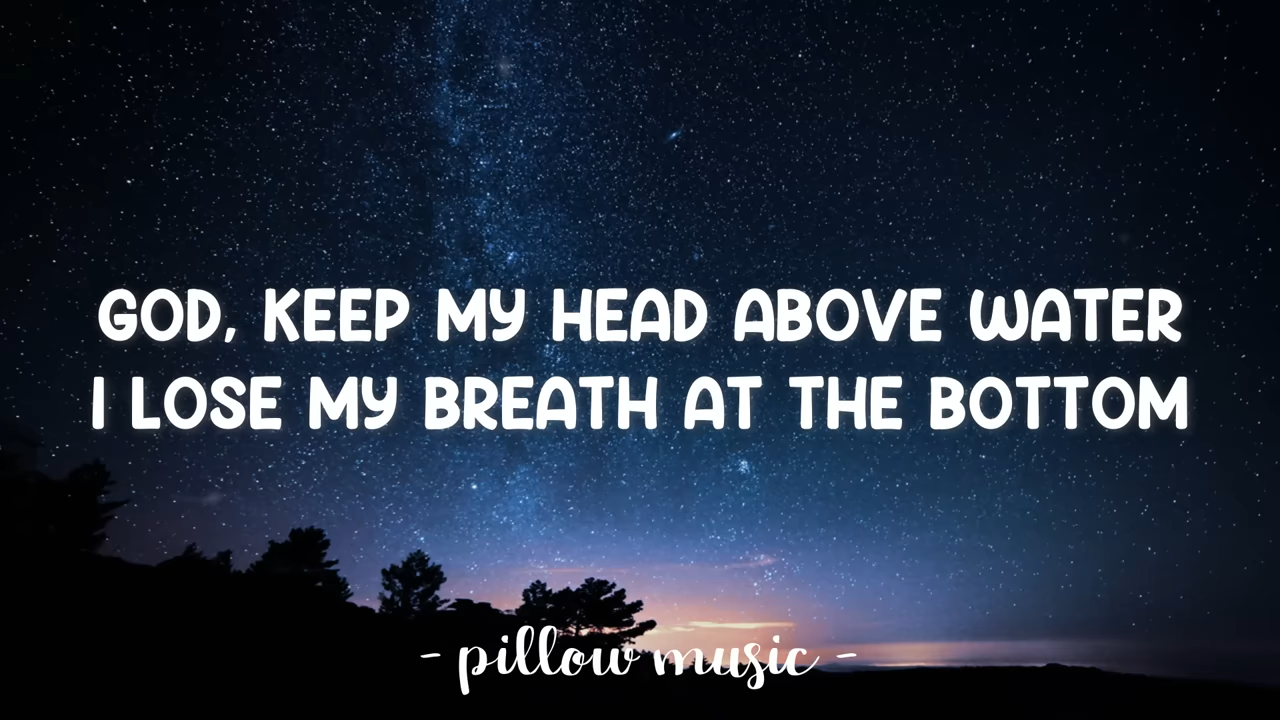 GOD, KEEP MY HEAD ABOVE WATER
I LOSE MY BREATH AT THE BOTTOM
- pillow music -